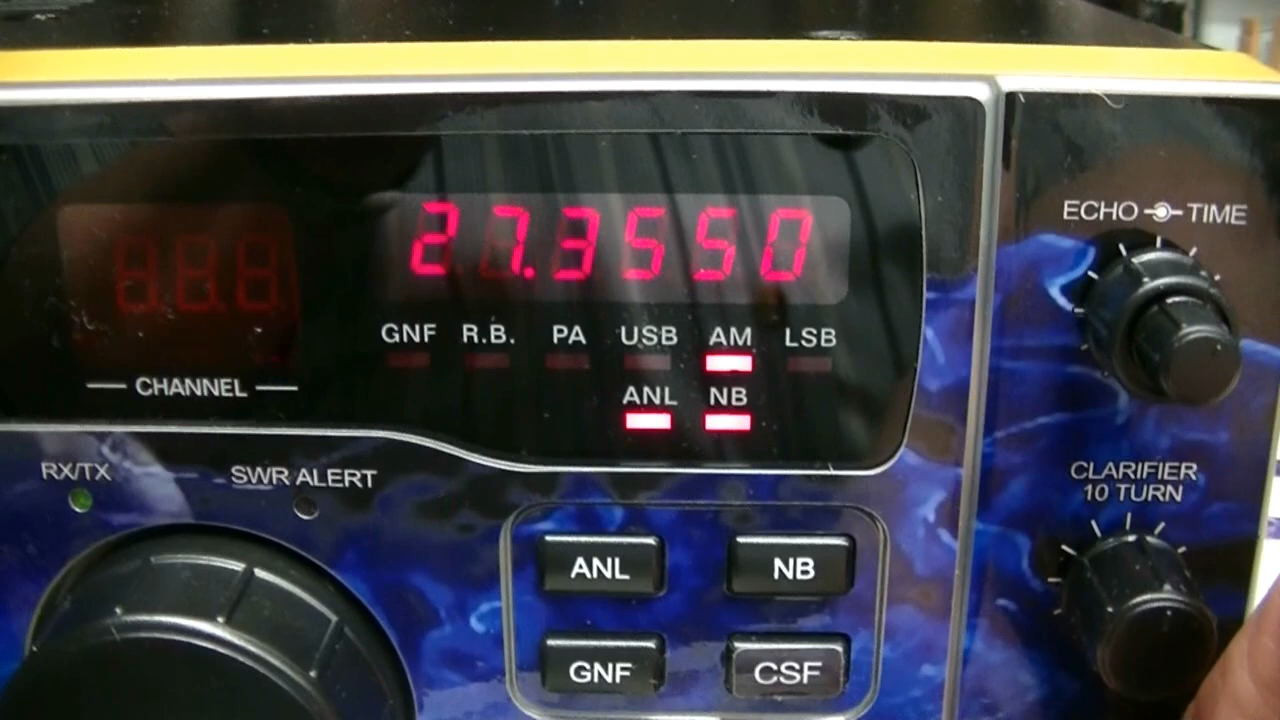 27.3550
ECHO TIME
GNF R.B. PA USB AM LSB
CHANNEL
ANL NB
RX/TX
SWR ALERT
CLARIFIER
10 TURN
ANL NB
GNF CSF